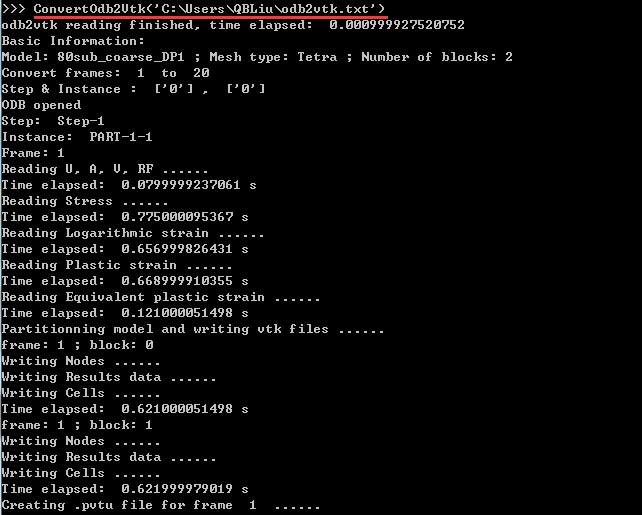 >>> ConvertOdb2Vtk('C:\Users\QBLiu\odb2vtk.txt')
odb2vtk reading finished, time elapsed:  0.000999927520752
Basic Information:
Model: 80sub_coarse_DP1 ; Mesh type: Tetra ; Number of blocks: 2
Convert frames:  1  to  20
Step & Instance :  ['0'] ,  ['0']
ODB opened
Step:  Step-1
Instance:  PART-1-1
Frame: 1
Reading U, A, V, RF ......
Time elapsed:  0.0799999237061 s
Reading Stress ......
Time elapsed:  0.775000095367 s
Reading Logarithmic strain ......
Time elapsed:  0.656999826431 s
Reading Plastic strain ......
Time elapsed:  0.668999910355 s
Reading Equivalent plastic strain ......
Time elapsed:  0.121000051498 s
Partitionning model and writing vtk files ......
frame: 1 ; block: 0
Writing Nodes ......
Writing Results data ......
Writing Cells ......
Time elapsed:  0.621000051498 s
frame: 1 ; block: 1
Writing Nodes ......
Writing Results data ......
Writing Cells ......
Time elapsed:  0.621999979019 s
Creating .pvtu file for frame  1  ......